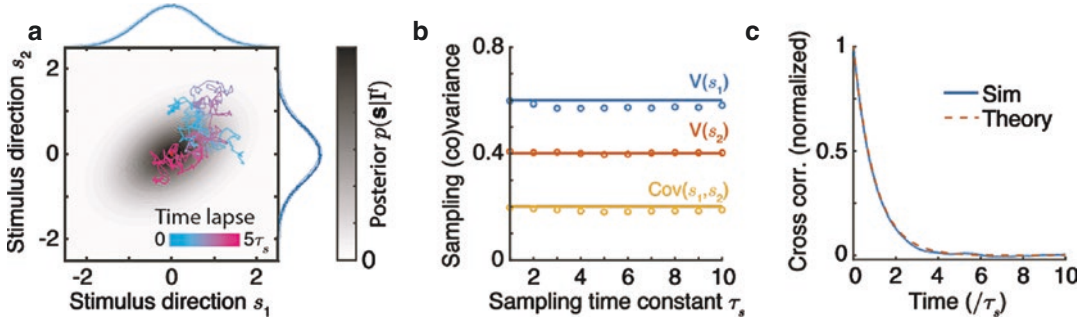 a
Stimulus direction s₂
2
0
-2
-2
0
2
Stimulus direction s₁
Time lapse
0
5τₛ
Posterior p(s|I^f)
0
b
Sampling (co)variance
0.8
0.4
0
V(s₁)
V(s₂)
Cov(s₁,s₂)
2
4
6
8
10
Sampling time constant τₛ
c
Cross corr. (normalized)
1
0.5
0
Sim
Theory
0
2
4
6
8
10
Time (/τₛ)